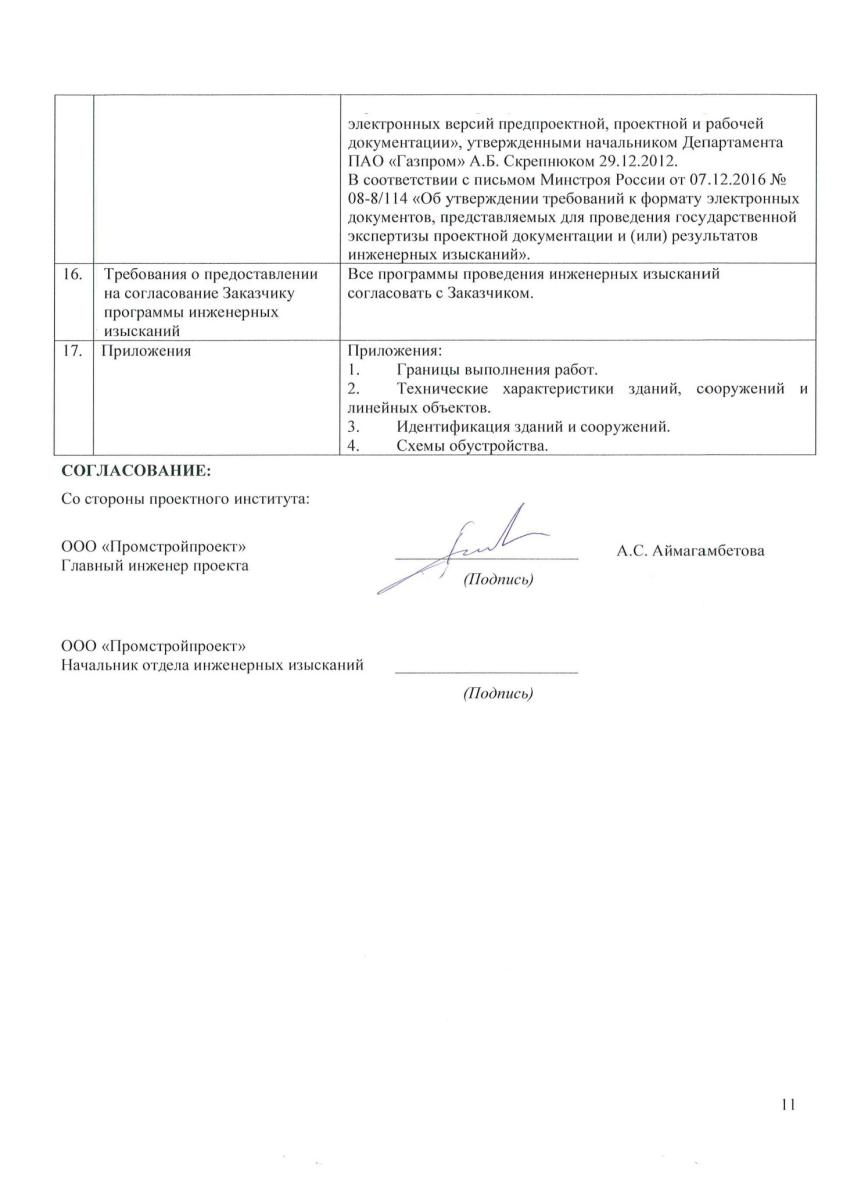 электронных версий предпроектной, проектной и рабочей
документации», утвержденными начальником Департамента
ПАО «Газпром» А.Б. Скрепнюком 29.12.2012.
В соответствии с письмом Минстроя России от 07.12.2016 №
08-8/114 «Об утверждении требований к формату электронных
документов, представляемых для проведения государственной
экспертизы проектной документации и (или) результатов
инженерных изысканий».
16.
Требования о предоставлении
на согласование Заказчику
программы инженерных
изысканий
Все программы проведения инженерных изысканий
согласовать с Заказчиком.
17.
Приложения
Приложения:
1. Границы выполнения работ.
2. Технические характеристики зданий, сооружений и
линейных объектов.
3. Идентификация зданий и сооружений.
4. Схемы обустройства.
СОГЛАСОВАНИЕ:
Со стороны проектного института:
ООО «Промстройпроект»
Главный инженер проекта
А.С. Аймагамбетова
(Подпись)
ООО «Промстройпроект»
Начальник отдела инженерных изысканий
(Подпись)
11